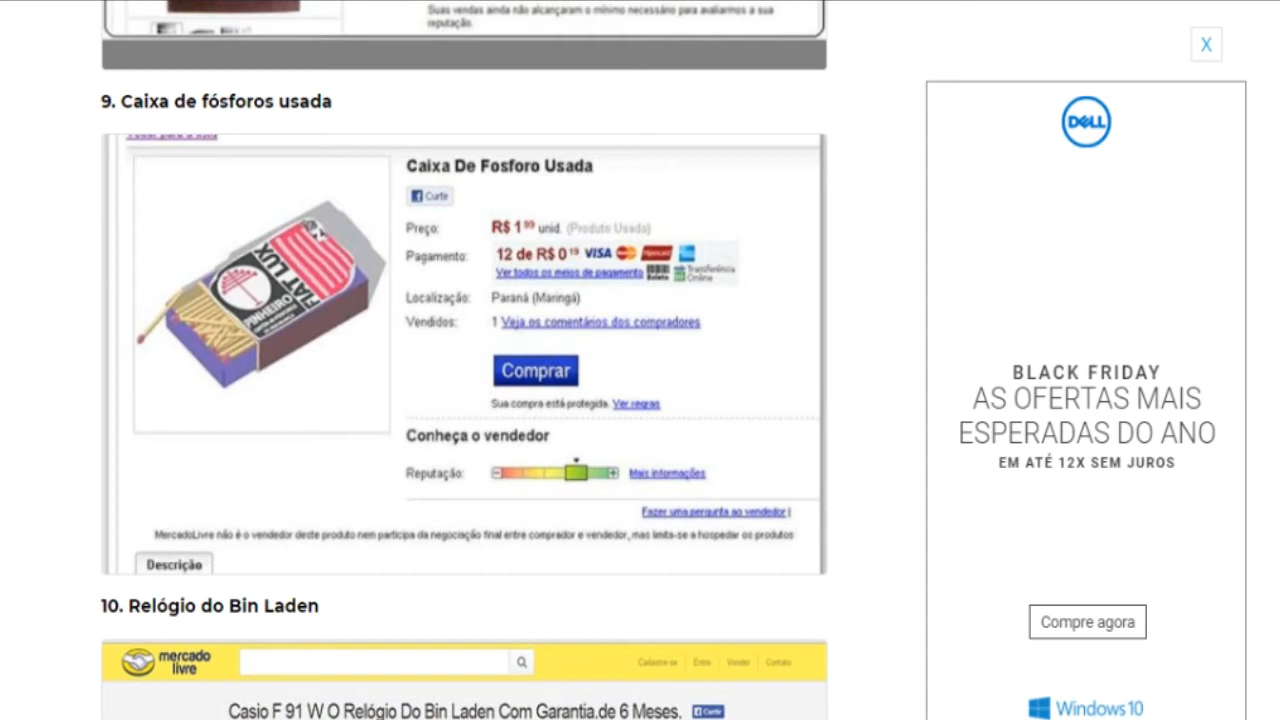 Suas vendas ainda não alcançaram o mínimo necessário para avaliarmos a sua
reputação.
X
9. Caixa de fósforos usada
Caixa De Fosforo Usada
Curtir
Preço: R$ 1 99 unid. (Produto Usado)
Pagamento: 12 de R$ 0 19 VISA
Ver todos os meios de pagamento Boleto Transferência Online
Localização: Paraná (Maringá)
Vendidos: 1 Veja os comentários dos compradores
Comprar
Sua compra está protegida. Ver regras
Conheça o vendedor
Reputação: Mais informações
Fazer uma pergunta ao vendedor |
MercadoLivre não é o vendedor deste produto nem participa da negociação final entre comprador e vendedor, mas limita-se a hospedar os produtos
Descrição
FIAT LUX
PINHEIRO
10. Relógio do Bin Laden
mercado
livre
Cadastre-se Entre Vender Contato
Casio F 91 W O Relógio Do Bin Laden Com Garantia.de 6 Meses. Curtir
DELL
BLACK FRIDAY
AS OFERTAS MAIS
ESPERADAS DO ANO
EM ATÉ 12X SEM JUROS
Compre agora
Windows 10